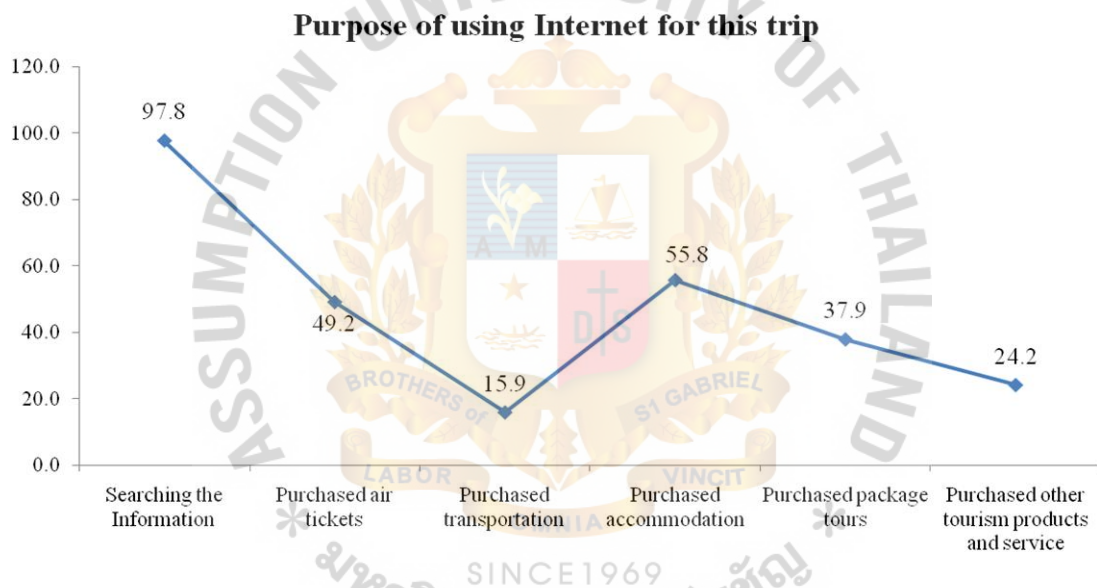 Purpose of using Internet for this trip
120.0
100.0
80.0
60.0
40.0
20.0
0.0
97.8
49.2
15.9
55.8
37.9
24.2
Searching the
Information
Purchased air
tickets
Purchased
transportation
Purchased
accommodation
Purchased package
tours
Purchased other
tourism products
and service
ASSUMPTION UNIVERSITY OF THAILAND
A M
D S
BROTHERS of
S1 GABRIEL
LABOR
OMNIA
VINCIT
SINCE1969